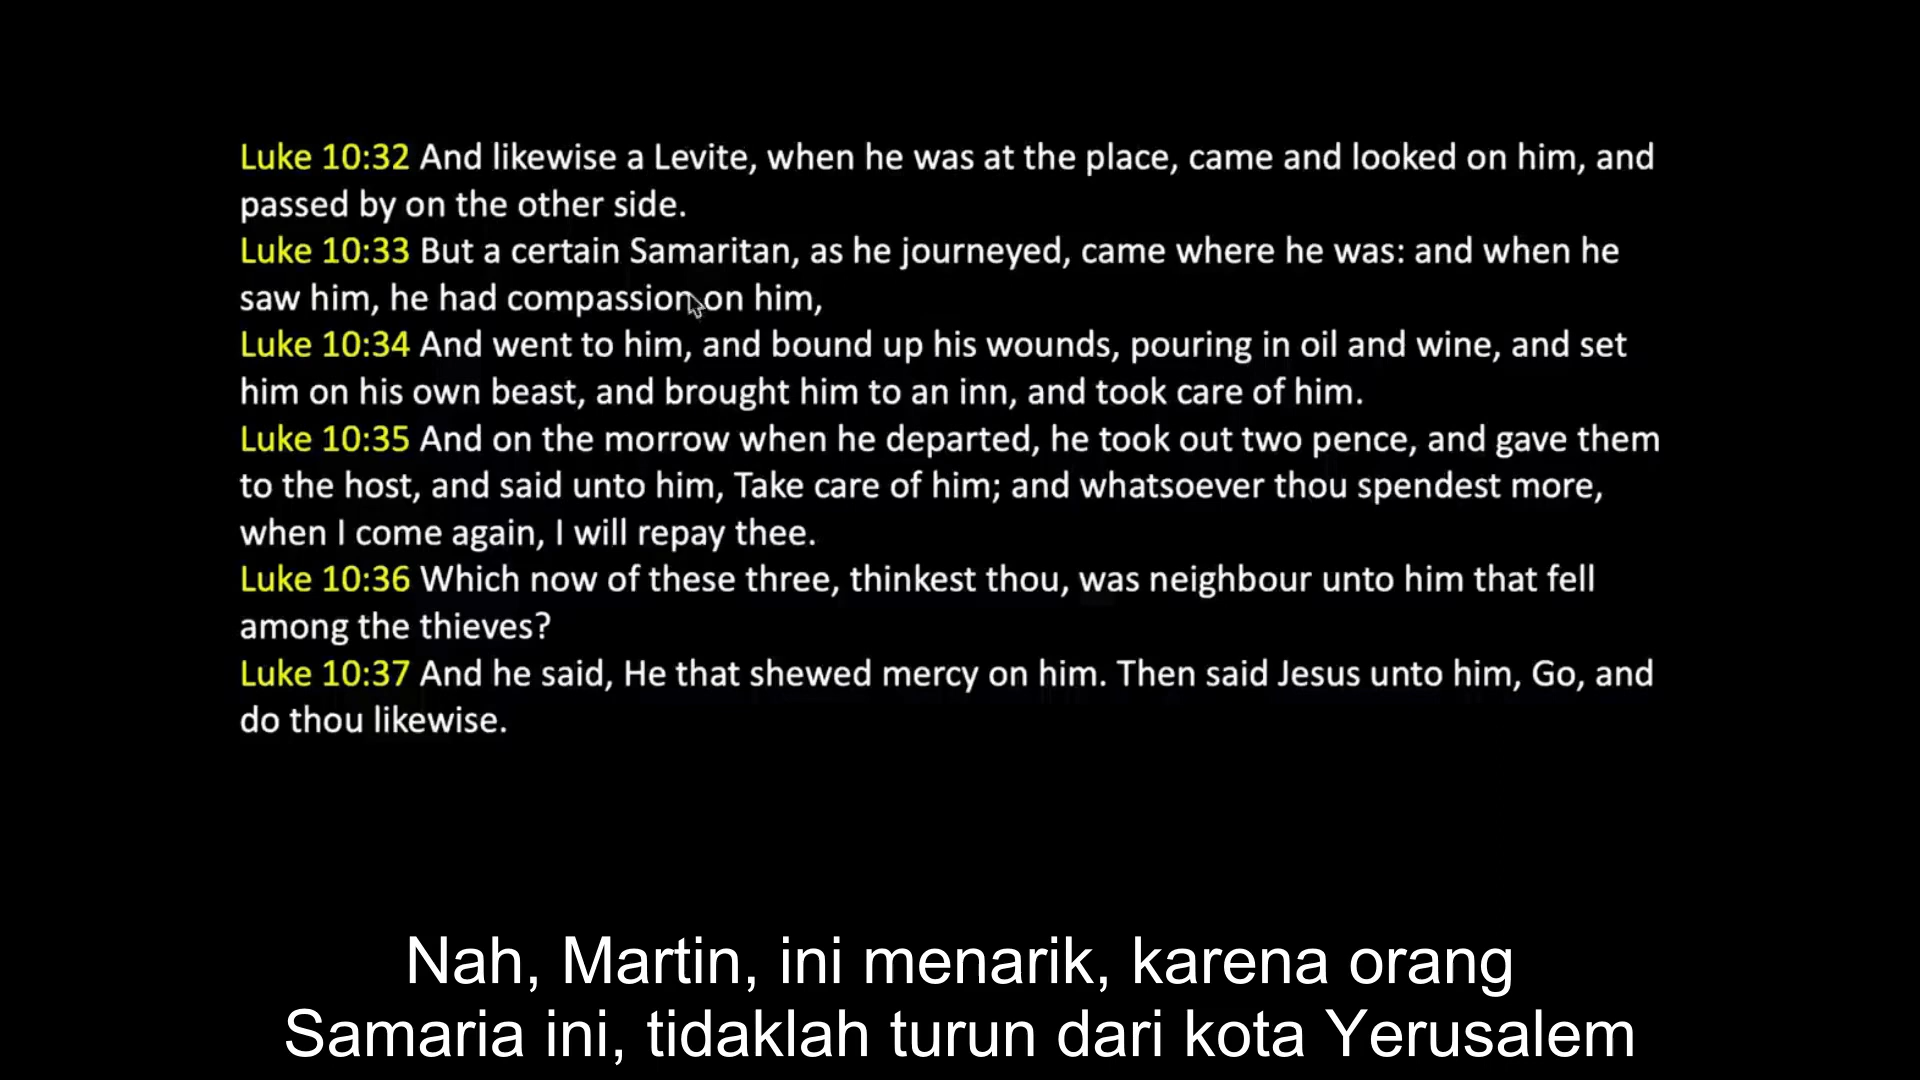 Luke 10:32 And likewise a Levite, when he was at the place, came and looked on him, and
passed by on the other side.
Luke 10:33 But a certain Samaritan, as he journeyed, came where he was: and when he
saw him, he had compassion on him,
Luke 10:34 And went to him, and bound up his wounds, pouring in oil and wine, and set
him on his own beast, and brought him to an inn, and took care of him.
Luke 10:35 And on the morrow when he departed, he took out two pence, and gave them
to the host, and said unto him, Take care of him; and whatsoever thou spendest more,
when I come again, I will repay thee.
Luke 10:36 Which now of these three, thinkest thou, was neighbour unto him that fell
among the thieves?
Luke 10:37 And he said, He that shewed mercy on him. Then said Jesus unto him, Go, and
do thou likewise.
Nah, Martin, ini menarik, karena orang
Samaria ini, tidaklah turun dari kota Yerusalem